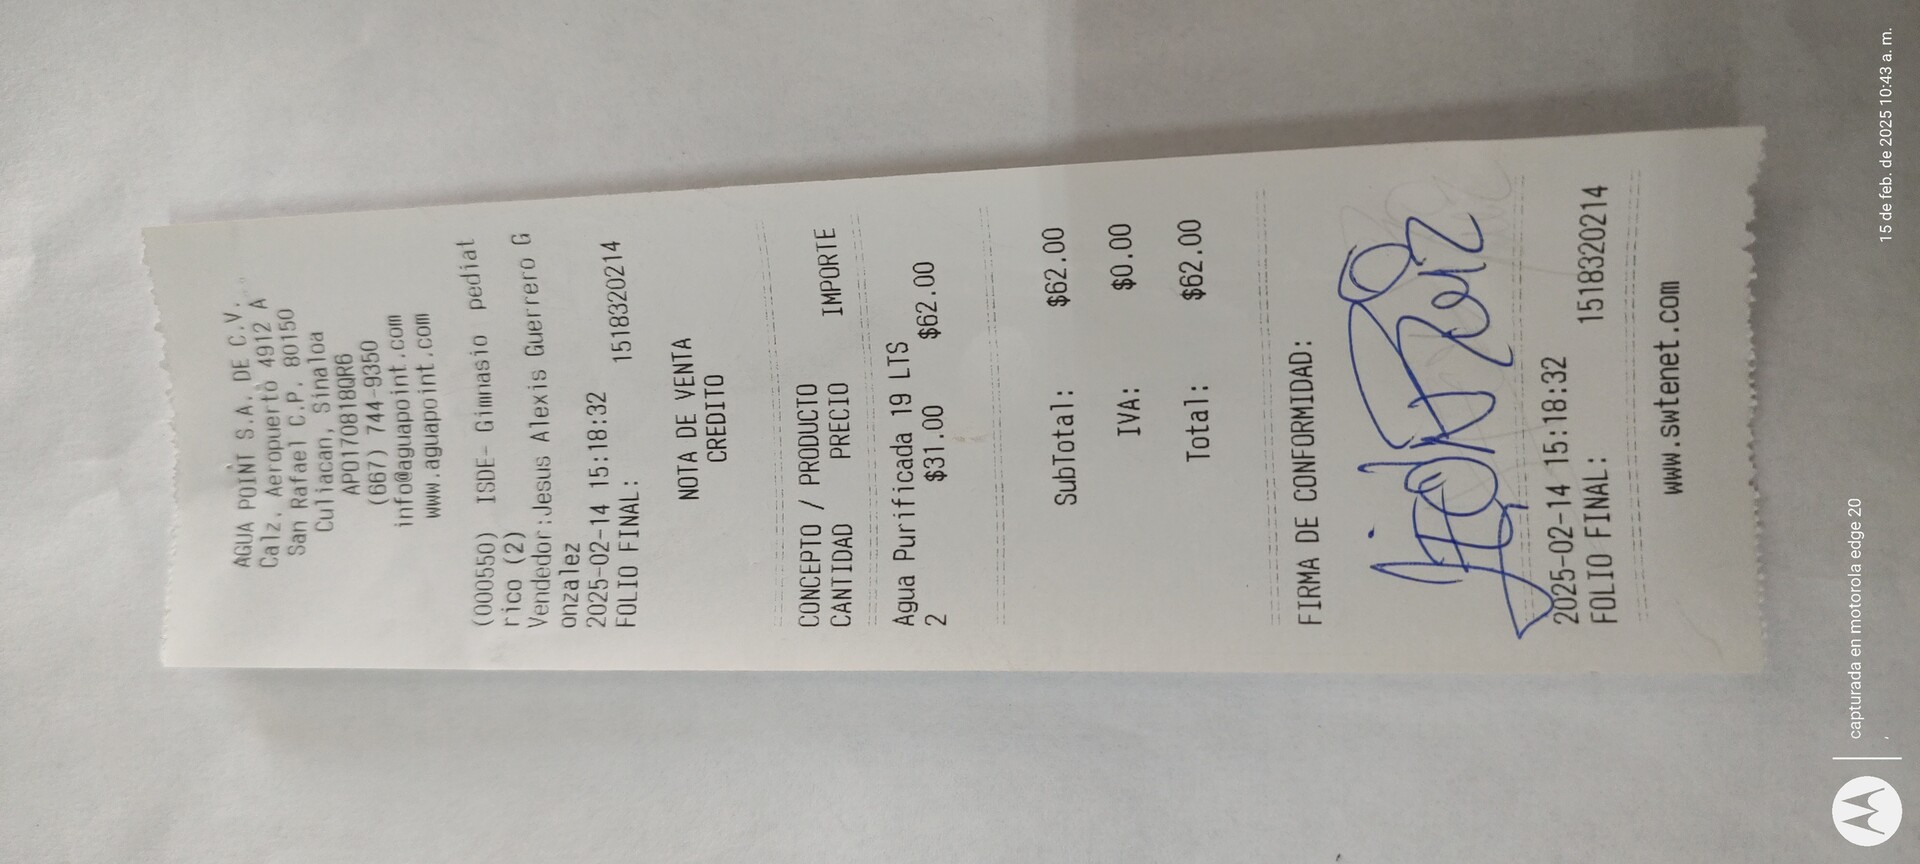 AGUA POINT S.A. DE C.V.
Calz. Aeropuerto 4912 A
San Rafael C.P. 80150
Culiacan, Sinaloa
APO170818QR6
(667) 744-9350
info@aguapoint.com
www.aguapoint.com
(000550) ISDE- Gimnasio pediat
rico (2)
Vendedor:Jesus Alexis Guerrero G
onzalez
2025-02-14 15:18:32
FOLIO FINAL: 1518320214
NOTA DE VENTA
CREDITO
CONCEPTO / PRODUCTO
CANTIDAD PRECIO IMPORTE
Agua Purificada 19 LTS
2 $31.00 $62.00
SubTotal: $62.00
IVA: $0.00
Total: $62.00
FIRMA DE CONFORMIDAD:
2025-02-14 15:18:32
FOLIO FINAL: 1518320214
www.swtenet.com
capturada en motorola edge 20
15 de feb. de 2025 10:43 a. m.